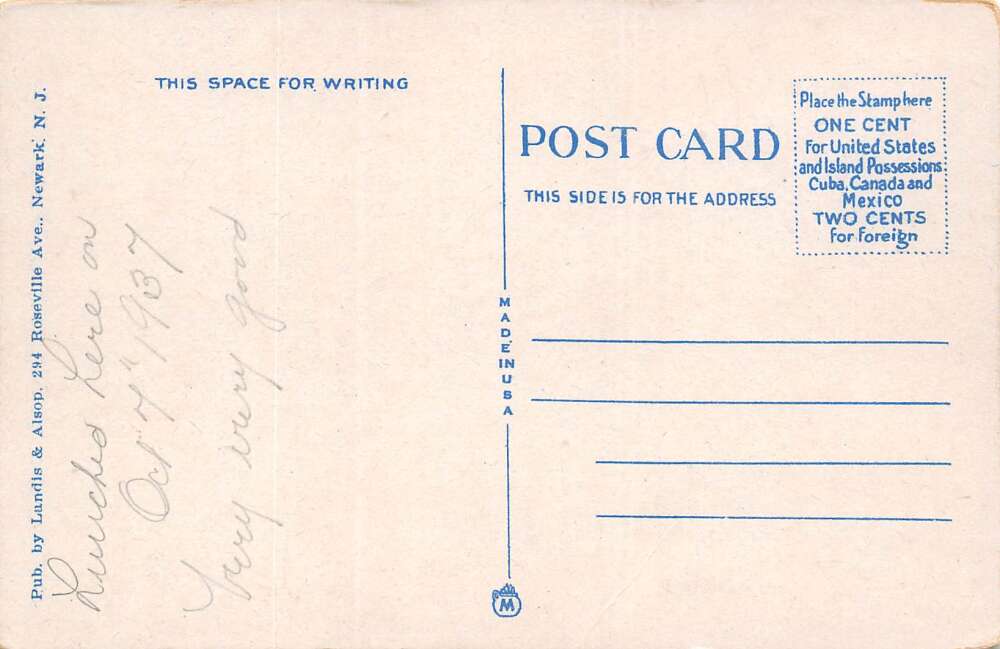 THIS SPACE FOR WRITING
Pub. by Landis & Alsop, 294 Roseville Ave., Newark, N. J.
Lunched here on
Oct 4" 1937
Very very good
POST CARD
THIS SIDE IS FOR THE ADDRESS
Place the Stamp here
ONE CENT
For United States
and Island Possessions
Cuba, Canada and
Mexico
TWO CENTS
for Foreign
MADE IN USA
M